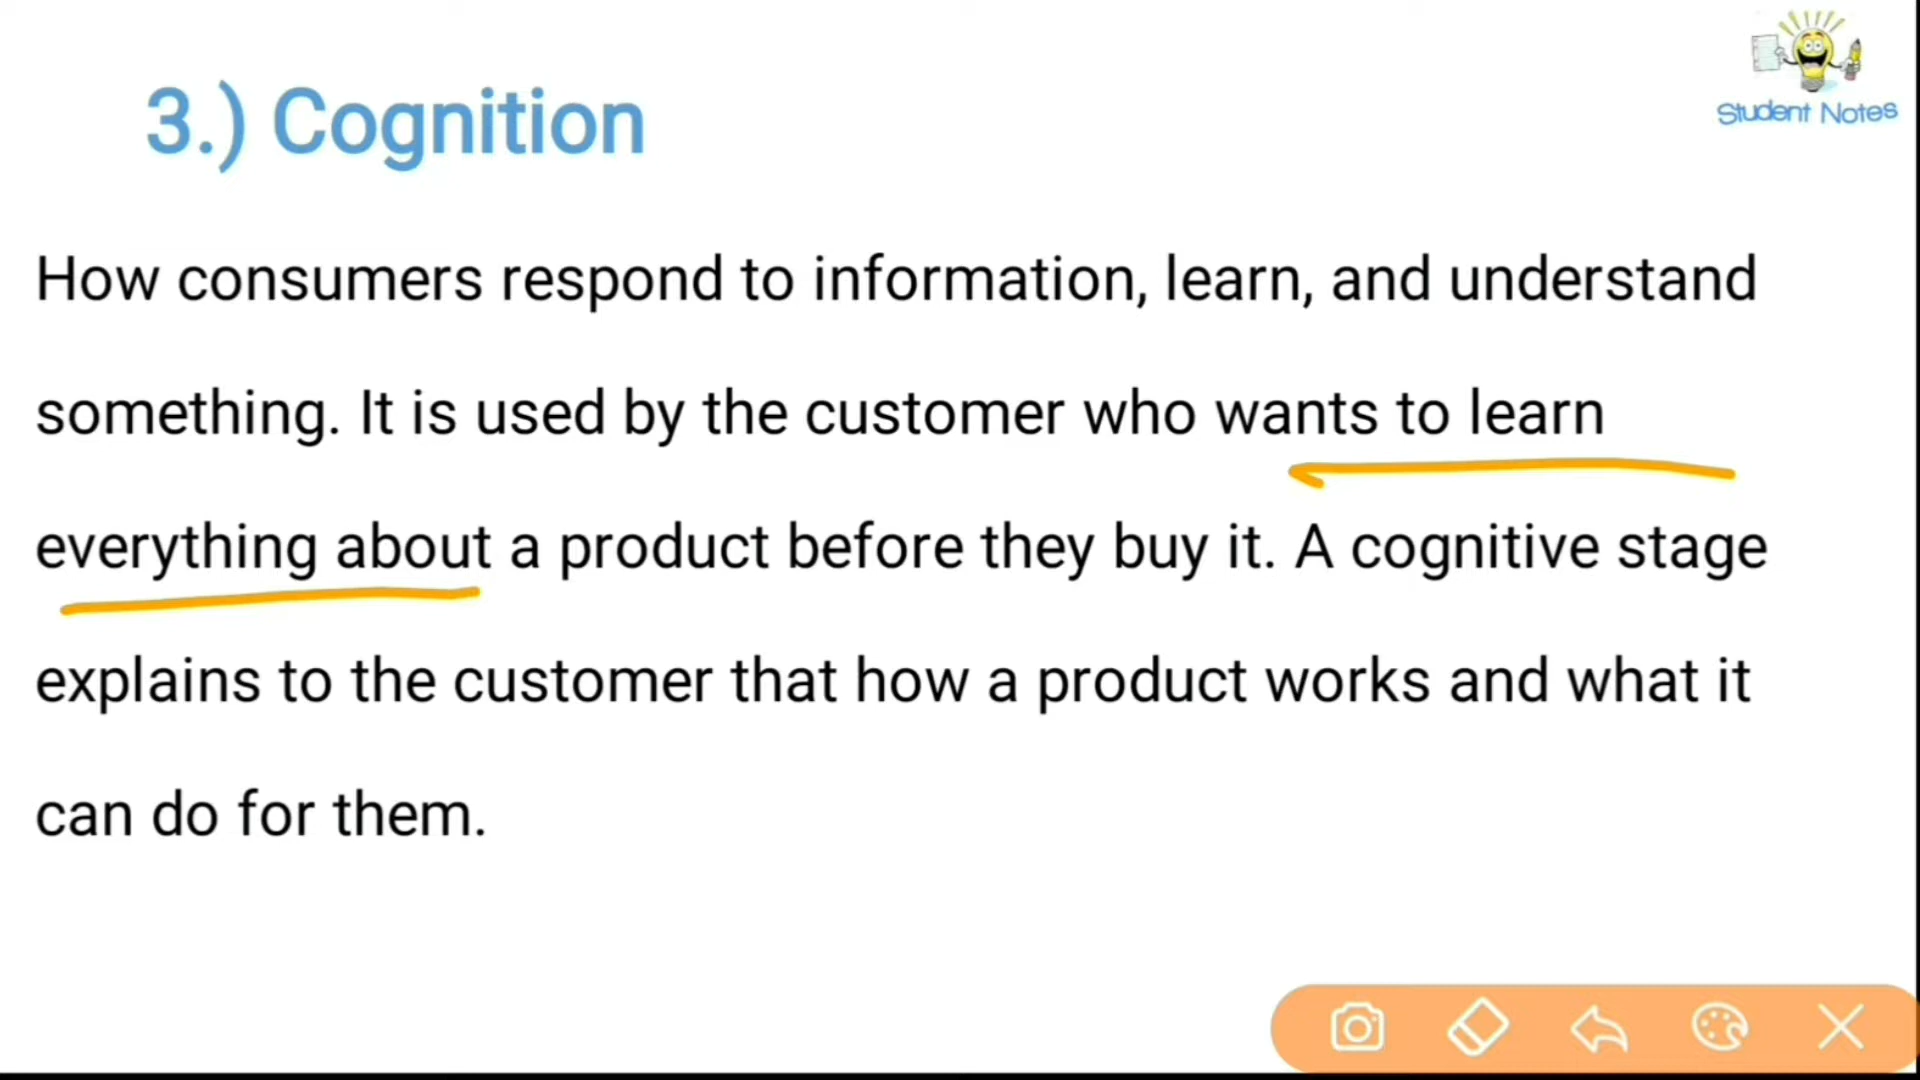 Student Notes
3.) Cognition
How consumers respond to information, learn, and understand
something. It is used by the customer who wants to learn
everything about a product before they buy it. A cognitive stage
explains to the customer that how a product works and what it
can do for them.